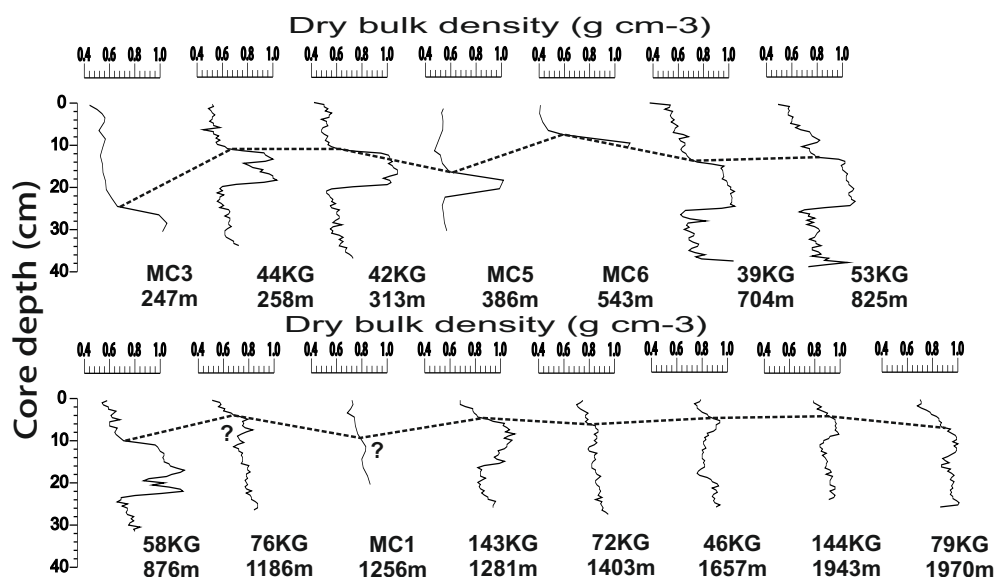 Dry bulk density (g cm-3)
0.4 0.6 0.8 1.0 0.4 0.6 0.8 1.0 0.4 0.6 0.8 1.0 0.4 0.6 0.8 1.0 0.4 0.6 0.8 1.0 0.4 0.6 0.8 1.0 0.4 0.6 0.8 1.0
0
10
20
30
40
MC3 44KG 42KG MC5 MC6 39KG 53KG
247m 258m 313m 386m 543m 704m 825m
Core depth (cm)
Dry bulk density (g cm-3)
0.4 0.6 0.8 1.0 0.4 0.6 0.8 1.0 0.4 0.6 0.8 1.0 0.4 0.6 0.8 1.0 0.4 0.6 0.8 1.0 0.4 0.6 0.8 1.0 0.4 0.6 0.8 1.0 0.4 0.6 0.8 1.0
0
10
? ?
20
30
40
58KG 76KG MC1 143KG 72KG 46KG 144KG 79KG
876m 1186m 1256m 1281m 1403m 1657m 1943m 1970m